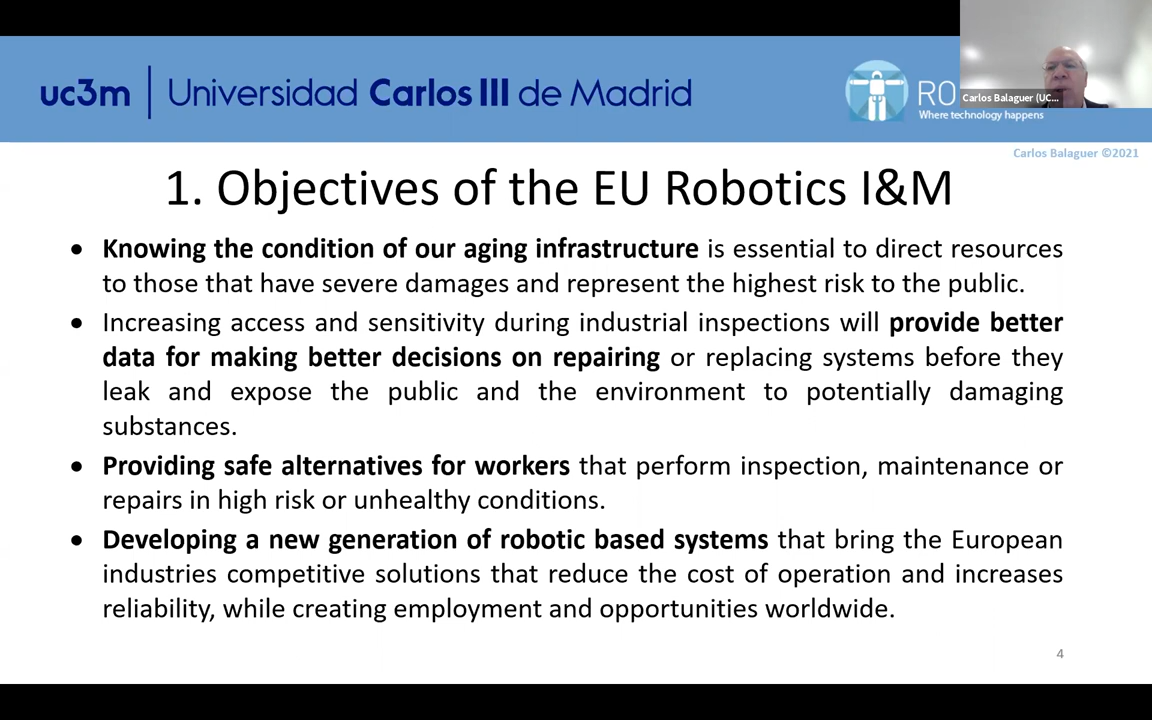 uc3m | Universidad Carlos III de Madrid
RO
Where technology happens
Carlos Balaguer (UC...
Carlos Balaguer ©2021
1. Objectives of the EU Robotics I&M
• Knowing the condition of our aging infrastructure is essential to direct resources
to those that have severe damages and represent the highest risk to the public.
• Increasing access and sensitivity during industrial inspections will provide better
data for making better decisions on repairing or replacing systems before they
leak and expose the public and the environment to potentially damaging
substances.
• Providing safe alternatives for workers that perform inspection, maintenance or
repairs in high risk or unhealthy conditions.
• Developing a new generation of robotic based systems that bring the European
industries competitive solutions that reduce the cost of operation and increases
reliability, while creating employment and opportunities worldwide.
4